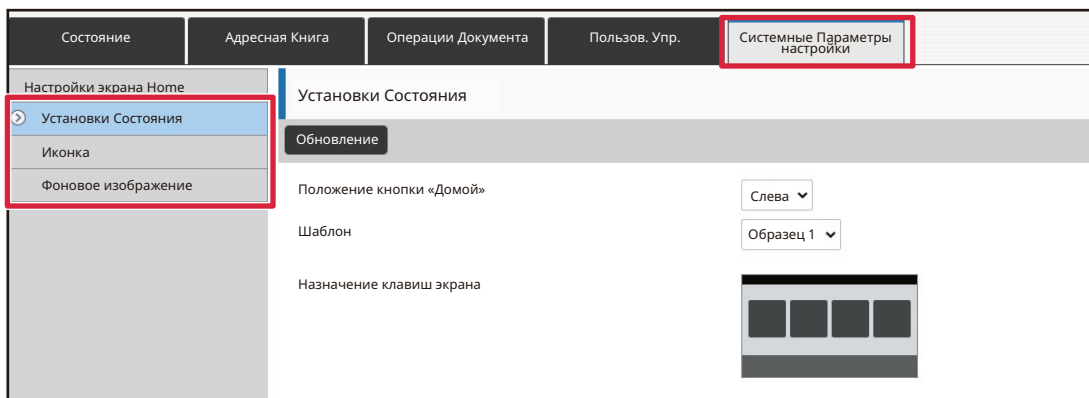 Состояние
Адресная Книга
Операции Документа
Пользов. Упр.
Системные Параметры
настройки
Настройки экрана Home
Установки Состояния
Иконка
Фоновое изображение
Установки Состояния
Обновление
Положение кнопки «Домой»
Слева
Шаблон
Образец 1
Назначение клавиш экрана